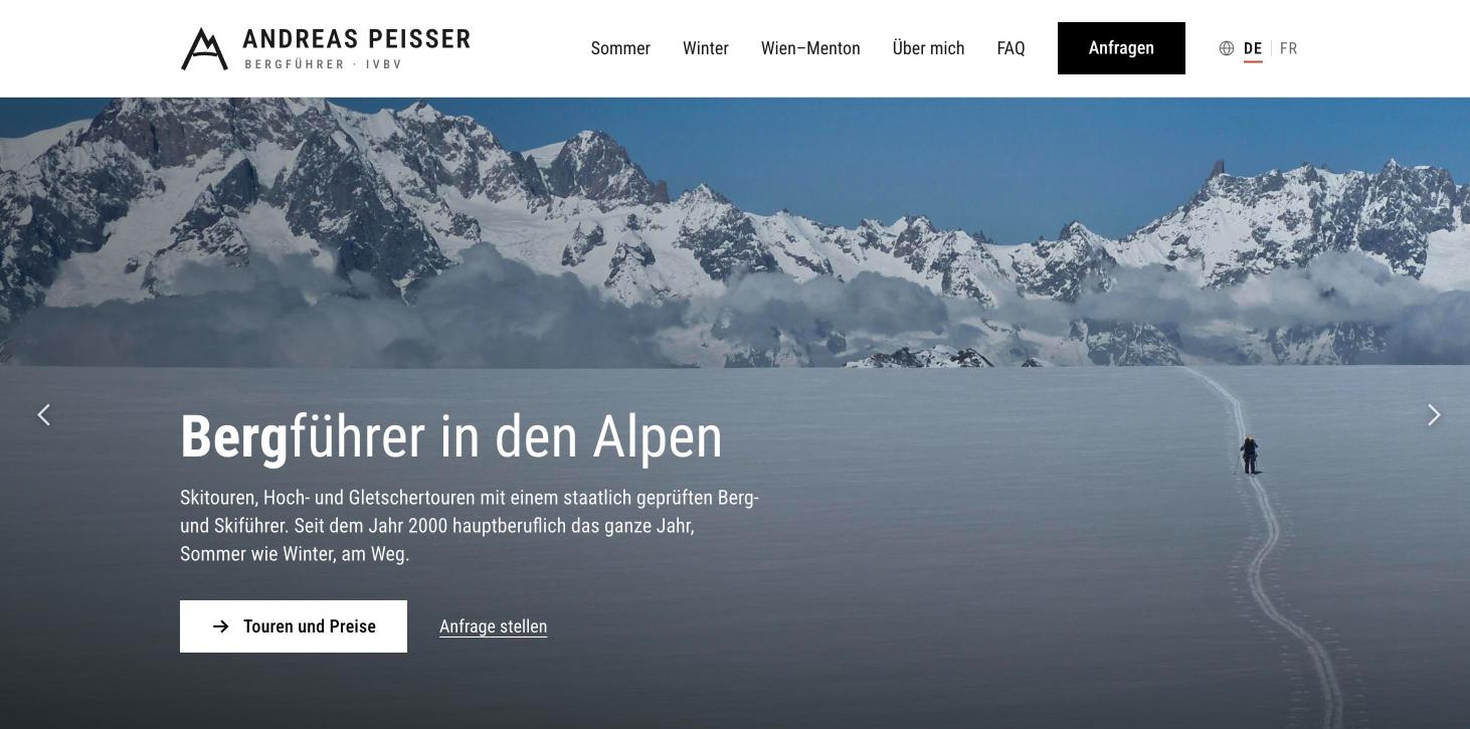 ANDREAS PEISSER
BERGFÜHRER · IVBV
Sommer
Winter
Wien–Menton
Über mich
FAQ
Anfragen
DE
FR
Bergführer in den Alpen
Skitouren, Hoch- und Gletschertouren mit einem staatlich geprüften Berg-
und Skiführer. Seit dem Jahr 2000 hauptberuflich das ganze Jahr,
Sommer wie Winter, am Weg.
Touren und Preise
Anfrage stellen